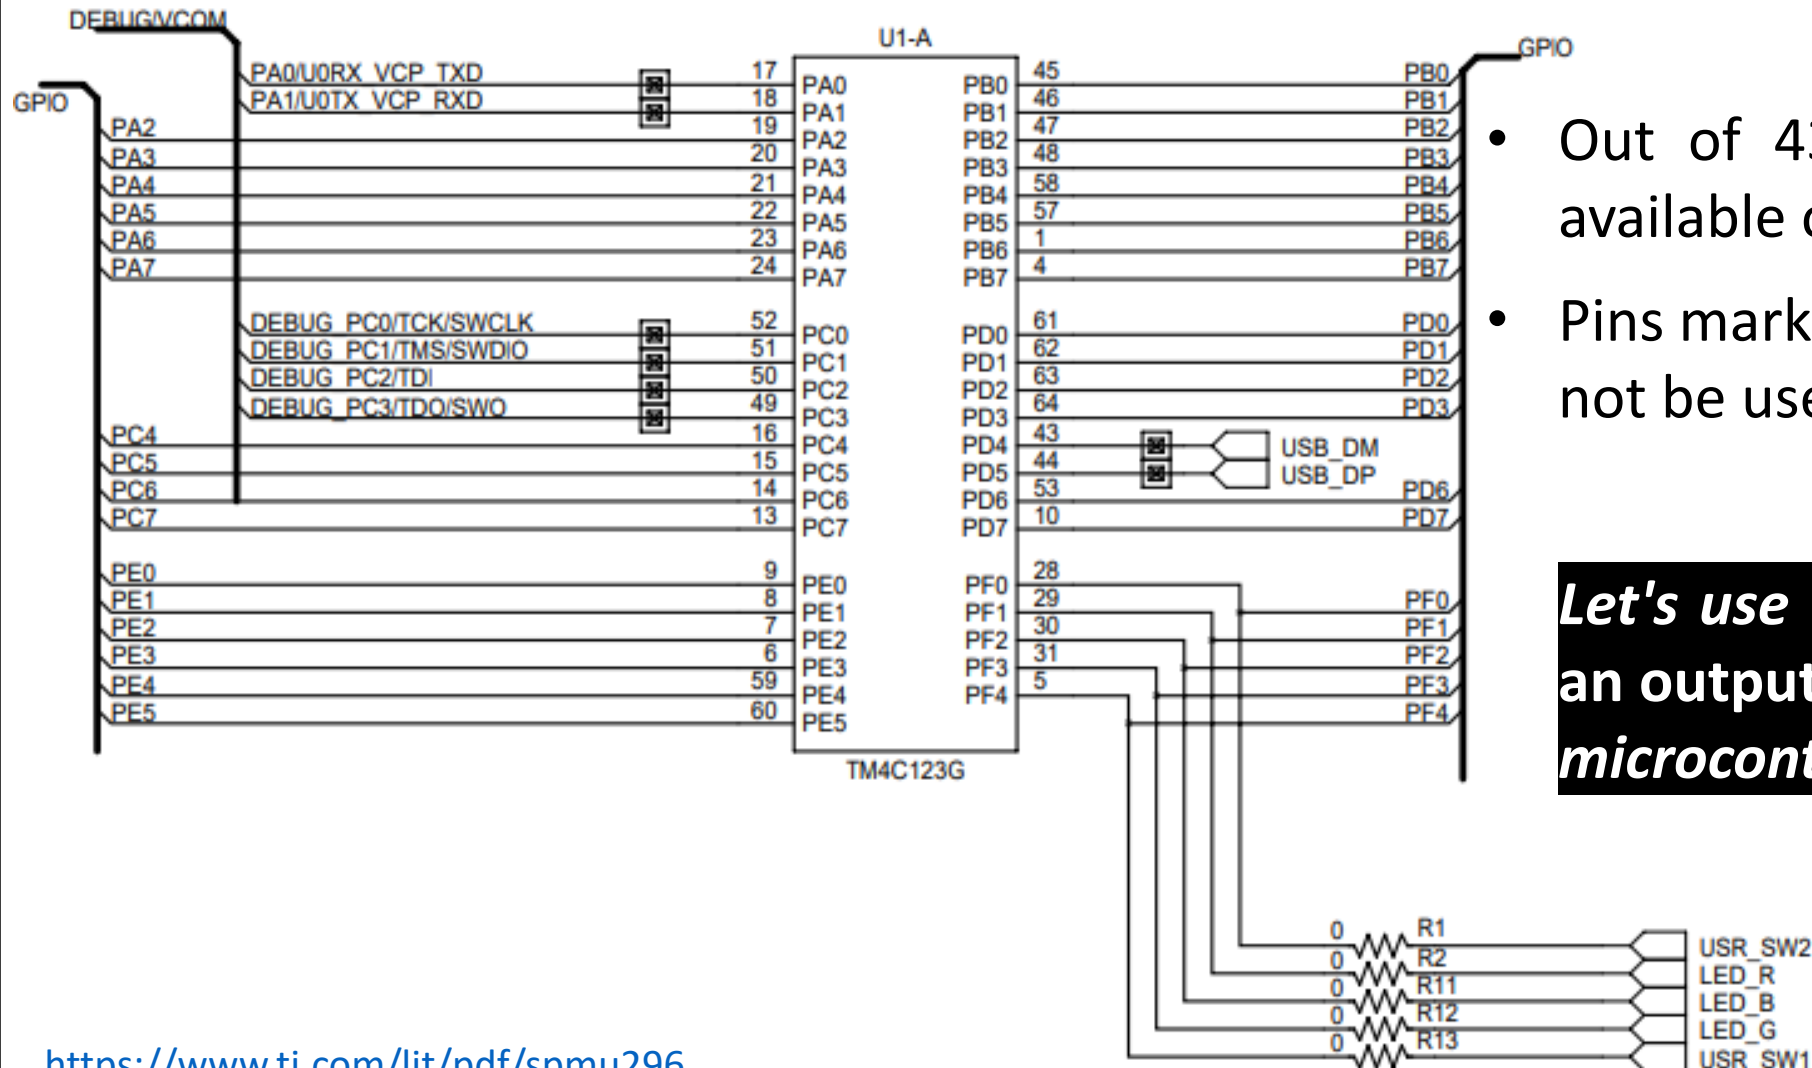 DEBUG/VCOM
GPIO
PA0/U0RX_VCP_TXD
PA1/U0TX_VCP_RXD
PA2
PA3
PA4
PA5
PA6
PA7
DEBUG_PC0/TCK/SWCLK
DEBUG_PC1/TMS/SWDIO
DEBUG_PC2/TDI
DEBUG_PC3/TDO/SWO
PC4
PC5
PC6
PC7
PE0
PE1
PE2
PE3
PE4
PE5
U1-A
17 PA0 PB0 45
18 PA1 PB1 46
19 PA2 PB2 47
20 PA3 PB3 48
21 PA4 PB4 58
22 PA5 PB5 57
23 PA6 PB6 1
24 PA7 PB7 4
52 PC0 PD0 61
51 PC1 PD1 62
50 PC2 PD2 63
49 PC3 PD3 64
16 PC4 PD4 43
15 PC5 PD5 44
14 PC6 PD6 53
13 PC7 PD7 10
9 PE0 PF0 28
8 PE1 PF1 29
7 PE2 PF2 30
6 PE3 PF3 31
59 PE4 PF4 5
60 PE5
TM4C123G
GPIO
PB0
PB1
PB2
PB3
PB4
PB5
PB6
PB7
PD0
PD1
PD2
PD3
USB_DM
USB_DP
PD6
PD7
PF0
PF1
PF2
PF3
PF4
0 R1 USR_SW2
0 R2 LED_R
0 R11 LED_B
0 R12 LED_G
0 R13 USR_SW1
• Out of 43
available
• Pins mark
not be use
Let's use
an output
microcont
https://www.ti.com/lit/pdf/spmu296